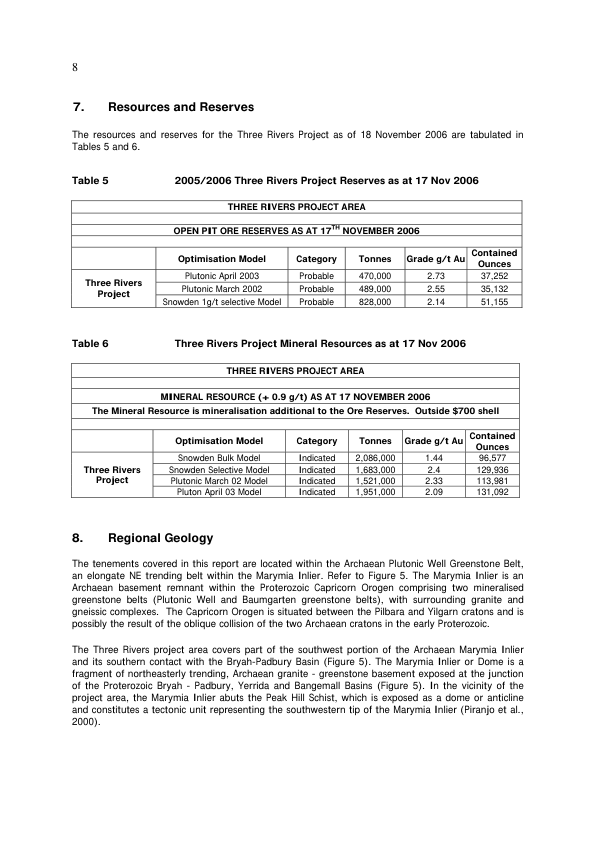 8
7. Resources and Reserves
The resources and reserves for the Three Rivers Project as of 18 November 2006 are tabulated in
Tables 5 and 6.
Table 5 2005/2006 Three Rivers Project Reserves as at 17 Nov 2006
THREE RIVERS PROJECT AREA
OPEN PIT ORE RESERVES AS AT 17TH NOVEMBER 2006
Optimisation Model Category Tonnes Grade g/t Au Contained Ounces
Three Rivers Project
Plutonic April 2003 Probable 470,000 2.73 37,252
Plutonic March 2002 Probable 489,000 2.55 35,132
Snowden 1g/t selective Model Probable 828,000 2.14 51,155
Table 6 Three Rivers Project Mineral Resources as at 17 Nov 2006
THREE RIVERS PROJECT AREA
MINERAL RESOURCE (+ 0.9 g/t) AS AT 17 NOVEMBER 2006
The Mineral Resource is mineralisation additional to the Ore Reserves. Outside $700 shell
Optimisation Model Category Tonnes Grade g/t Au Contained Ounces
Three Rivers Project
Snowden Bulk Model Indicated 2,086,000 1.44 96,577
Snowden Selective Model Indicated 1,683,000 2.4 129,936
Plutonic March 02 Model Indicated 1,521,000 2.33 113,981
Pluton April 03 Model Indicated 1,951,000 2.09 131,092
8. Regional Geology
The tenements covered in this report are located within the Archaean Plutonic Well Greenstone Belt,
an elongate NE trending belt within the Marymia Inlier. Refer to Figure 5. The Marymia Inlier is an
Archaean basement remnant within the Proterozoic Capricorn Orogen comprising two mineralised
greenstone belts (Plutonic Well and Baumgarten greenstone belts), with surrounding granite and
gneissic complexes. The Capricorn Orogen is situated between the Pilbara and Yilgarn cratons and is
possibly the result of the oblique collision of the two Archaean cratons in the early Proterozoic.
The Three Rivers project area covers part of the southwest portion of the Archaean Marymia Inlier
and its southern contact with the Bryah-Padbury Basin (Figure 5). The Marymia Inlier or Dome is a
fragment of northeasterly trending, Archaean granite - greenstone basement exposed at the junction
of the Proterozoic Bryah - Padbury, Yerrida and Bangemall Basins (Figure 5). In the vicinity of the
project area, the Marymia Inlier abuts the Peak Hill Schist, which is exposed as a dome or anticline
and constitutes a tectonic unit representing the southwestern tip of the Marymia Inlier (Piranjo et al.,
2000).